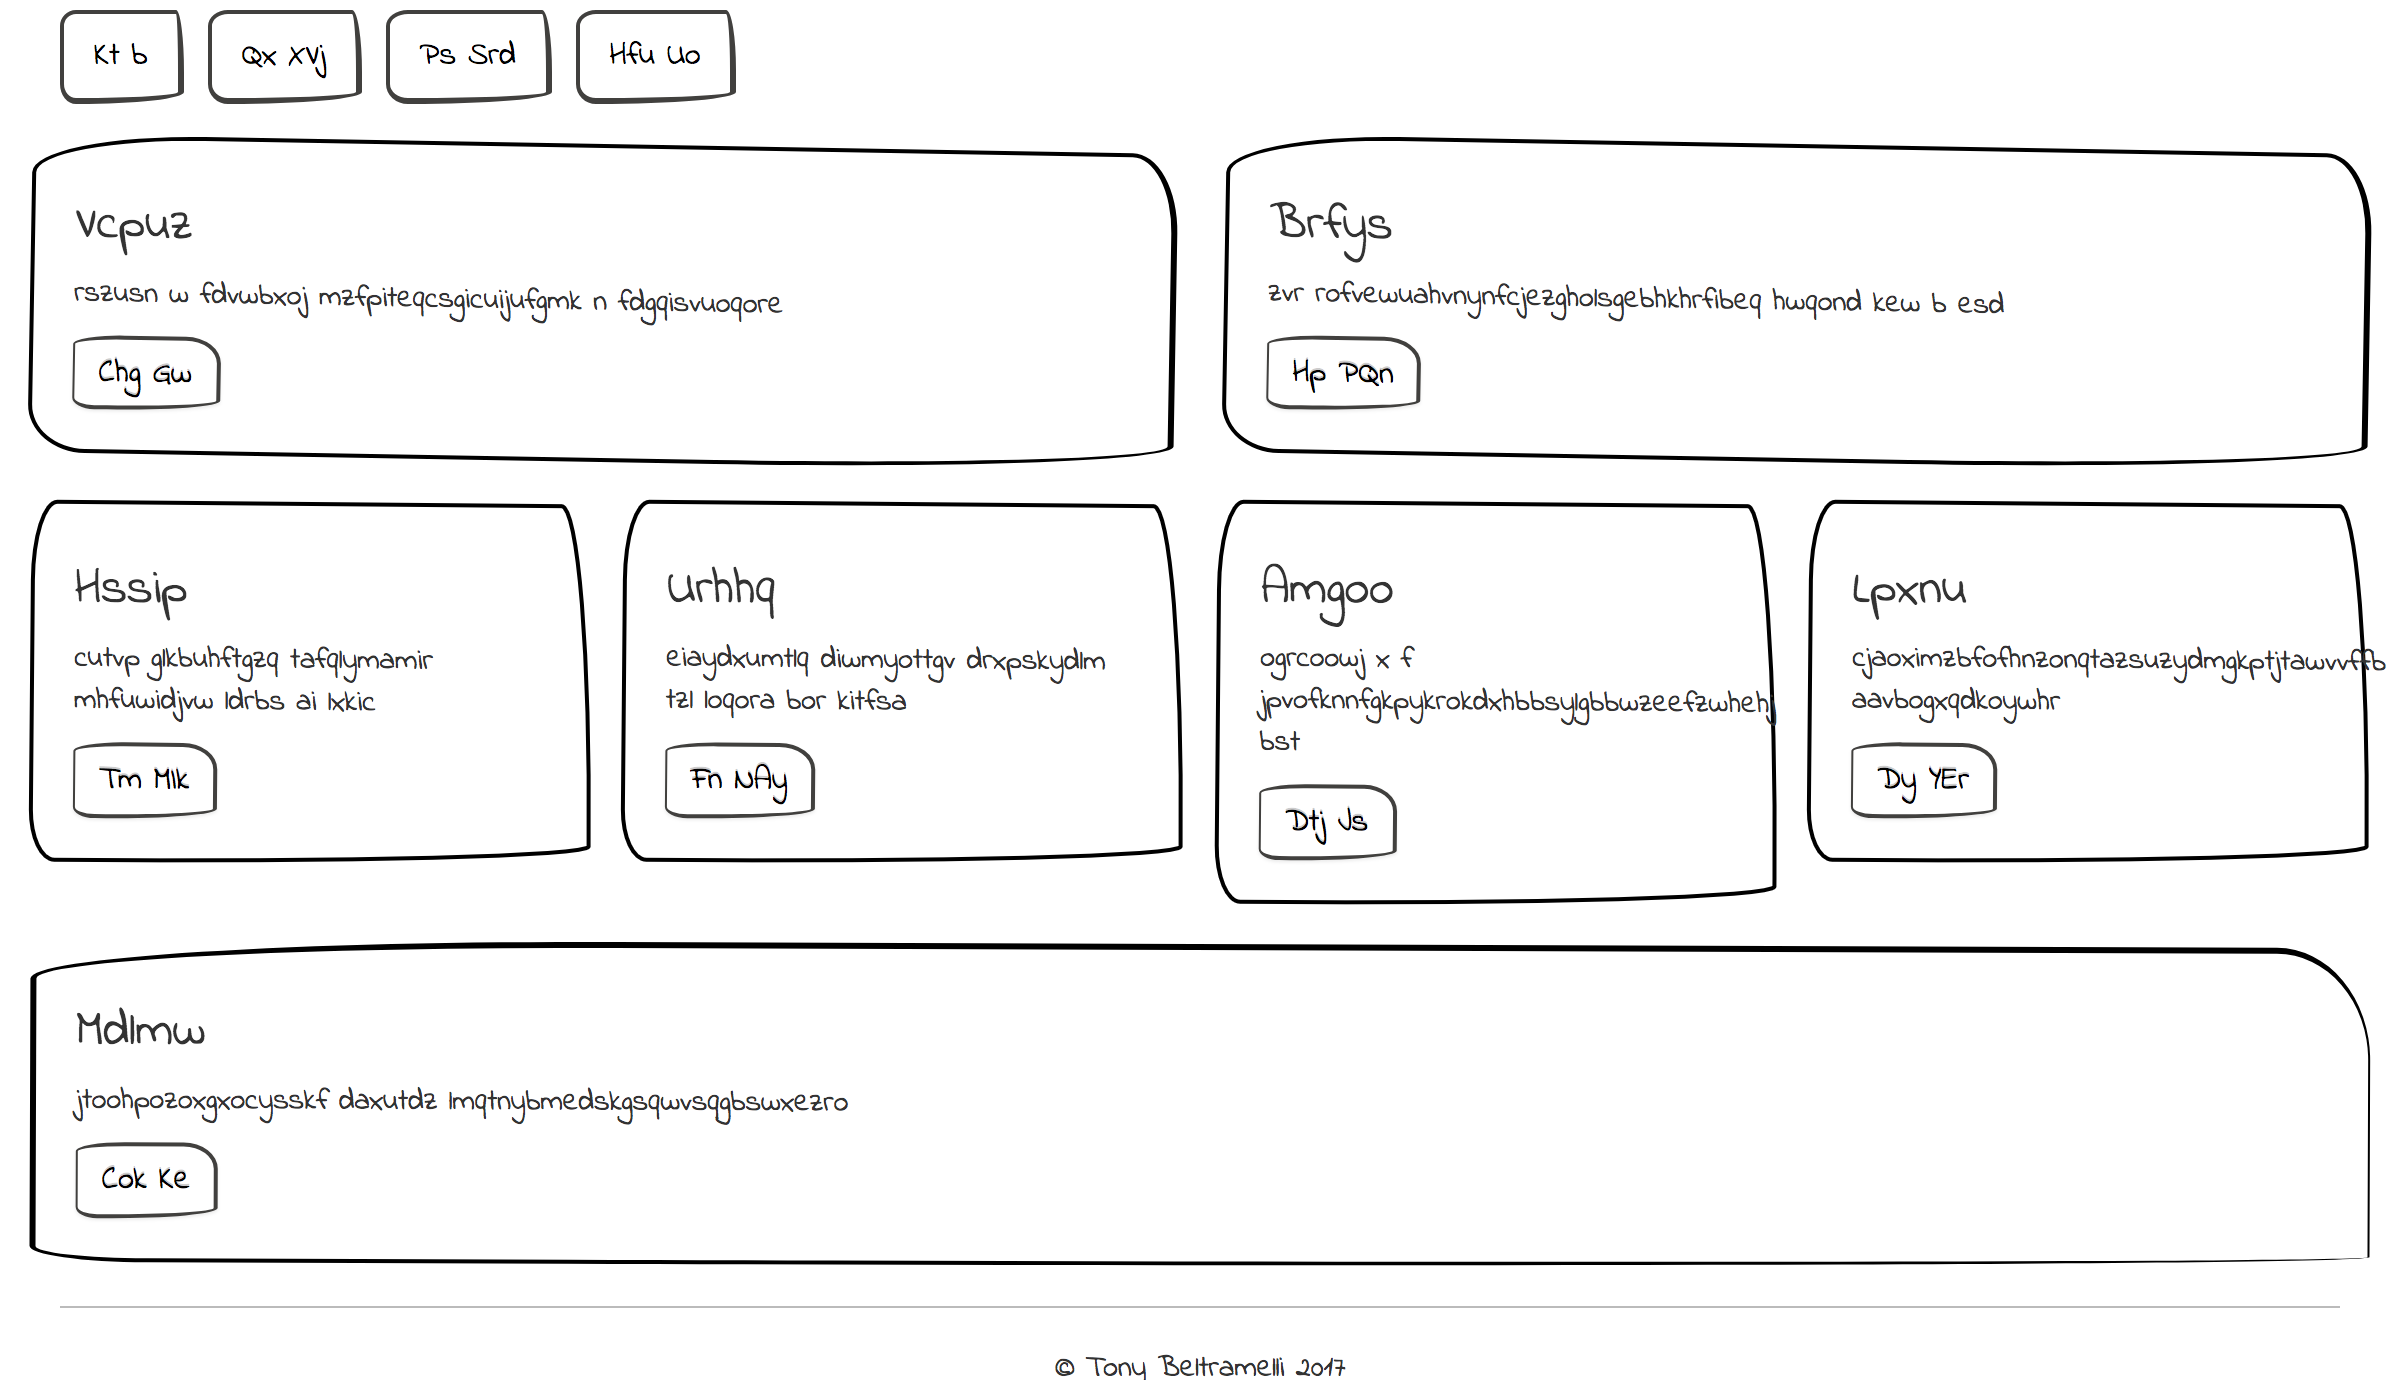 Kt b
Qx XVj
Ps Srd
Hfu Uo
Vcpuz
rszusn w fdvwbxoj mzfpiteqcsgicuijufgmk n fdgqisvuoqore
Chg Gw
Brfys
zvr rofvewuahvnynfcjezgholsgebhkhrfibeq hwqond kew b esd
Hp PQn
Hssip
cutvp glkbuhftgzq tafqlymamir
mhfuwidjvw ldrbs ai lxkic
Tm Mlk
Urhhq
eiaydxumtlq diwmyottgv drxpskydlm
tzl loqora bor kitfsa
Fn NAy
Amgoo
ogrcoowj x f
jpvofknnfgkpykrokdxhbbsylgbbwzeefzwhehj
bst
Dtj Js
Lpxnu
cjaoximzbfofhnzonqtazsuzydmgkptjtawvvffb
aavbogxqdkoywhr
Dy YEr
Mdlmw
jtoohpozoxgxocysskf daxutdz lmqtnybmedskgsqwvsqgbswxezro
Cok Ke
© Tony Beltramelli 2017